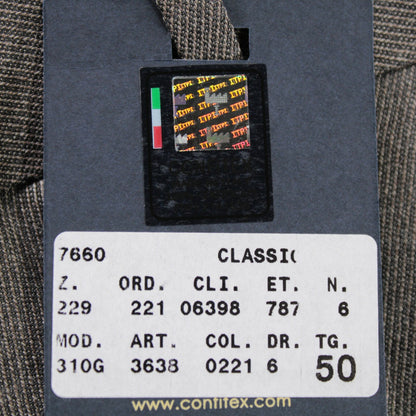 7660 CLASSIC
Z. ORD. CLI. ET. N.
229 221 06398 787 6
MOD. ART. COL. DR. TG.
310G 3638 0221 6 50
www.contitex.com